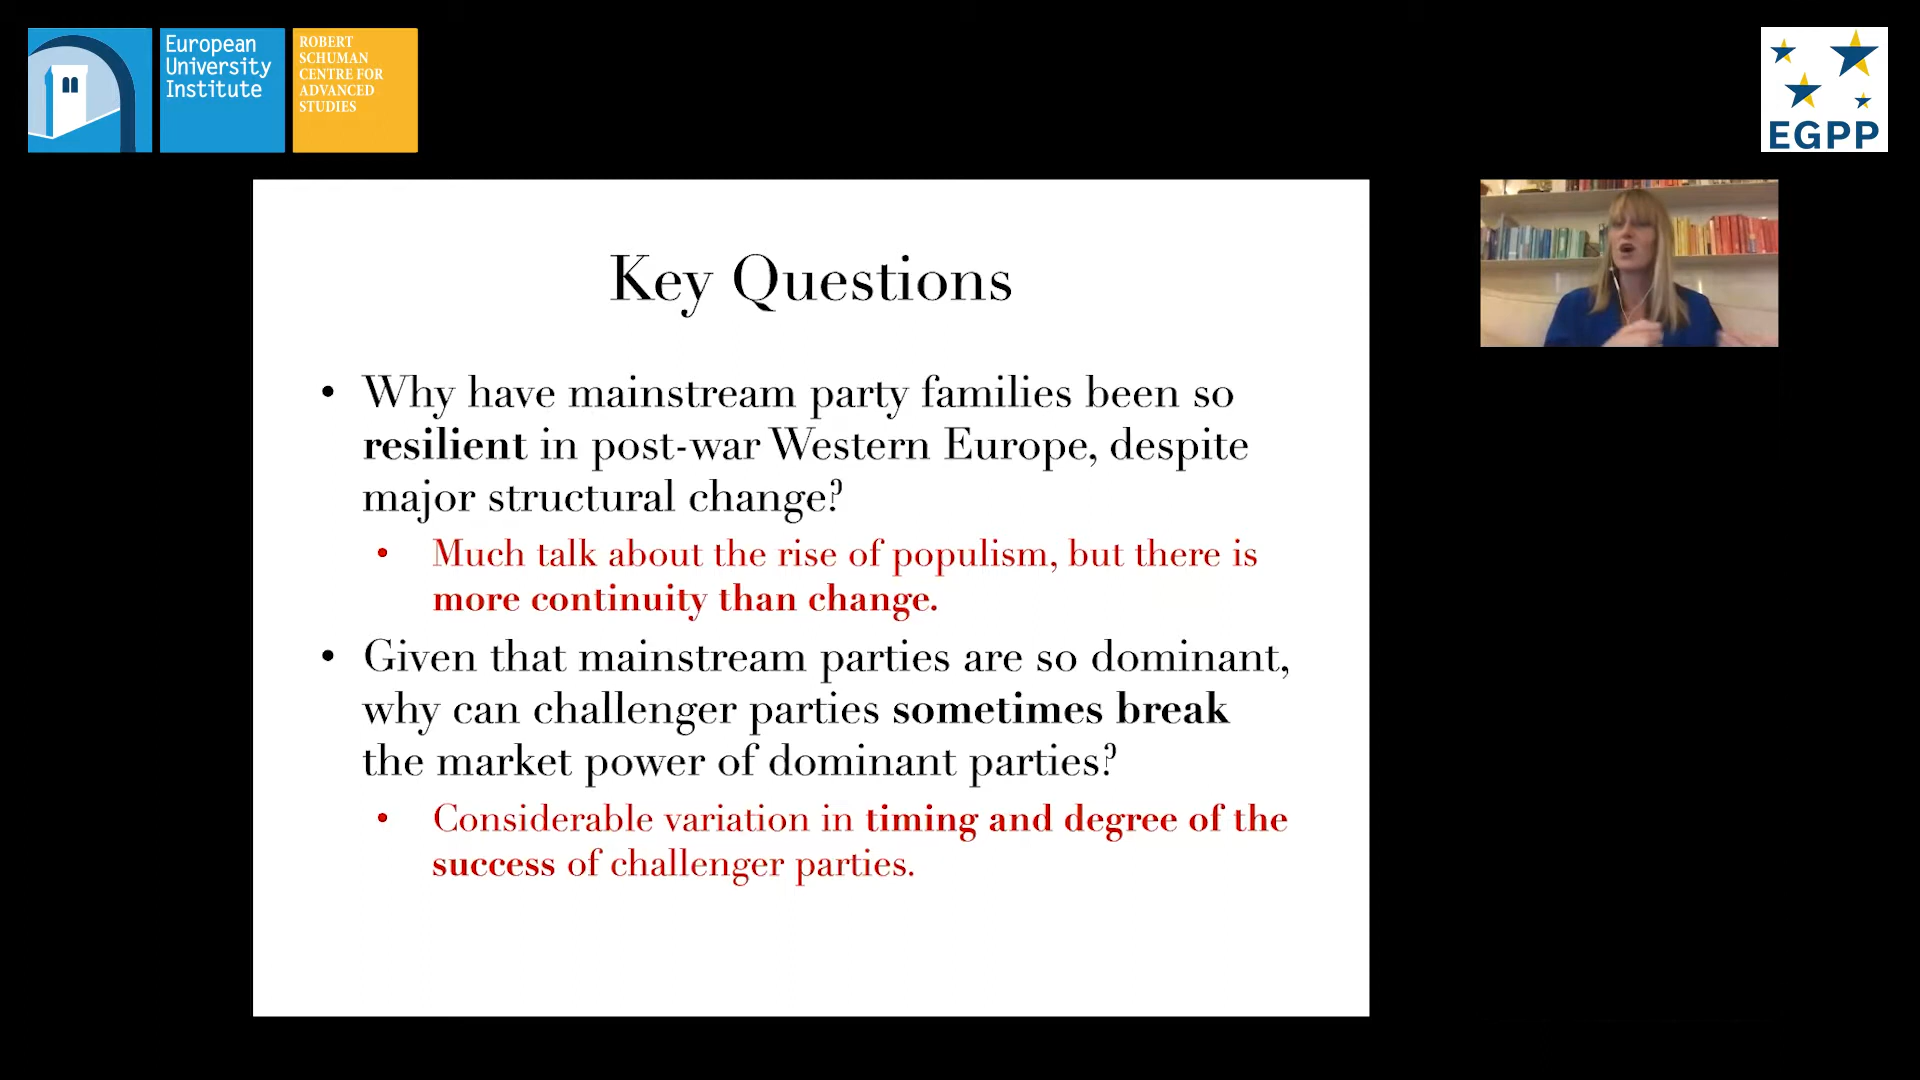 European
University
Institute
ROBERT
SCHUMAN
CENTRE FOR
ADVANCED
STUDIES
EGPP
Key Questions
• Why have mainstream party families been so
resilient in post-war Western Europe, despite
major structural change?
• Much talk about the rise of populism, but there is
more continuity than change.
• Given that mainstream parties are so dominant,
why can challenger parties sometimes break
the market power of dominant parties?
• Considerable variation in timing and degree of the
success of challenger parties.